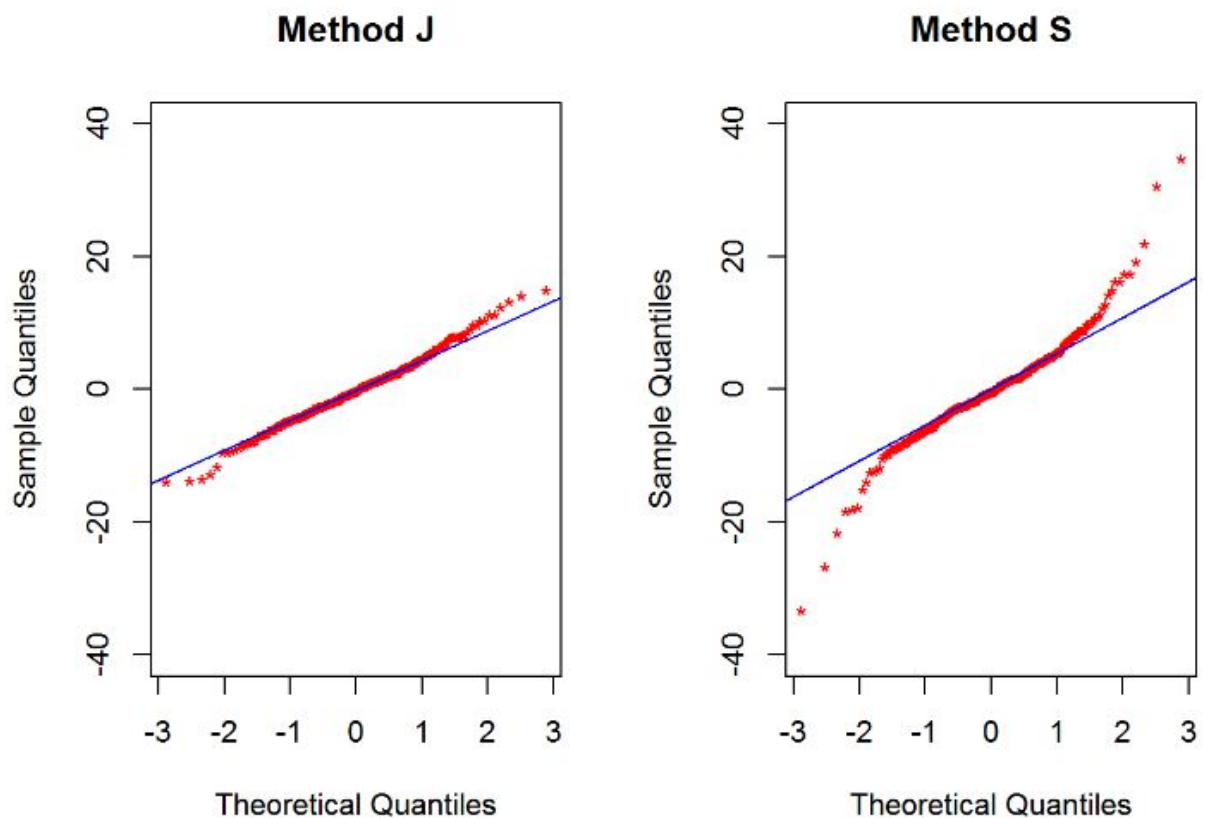 Method J
Sample Quantiles
40
20
0
-20
-40
-3 -2 -1 0 1 2 3
Theoretical Quantiles
Method S
Sample Quantiles
40
20
0
-20
-40
-3 -2 -1 0 1 2 3
Theoretical Quantiles